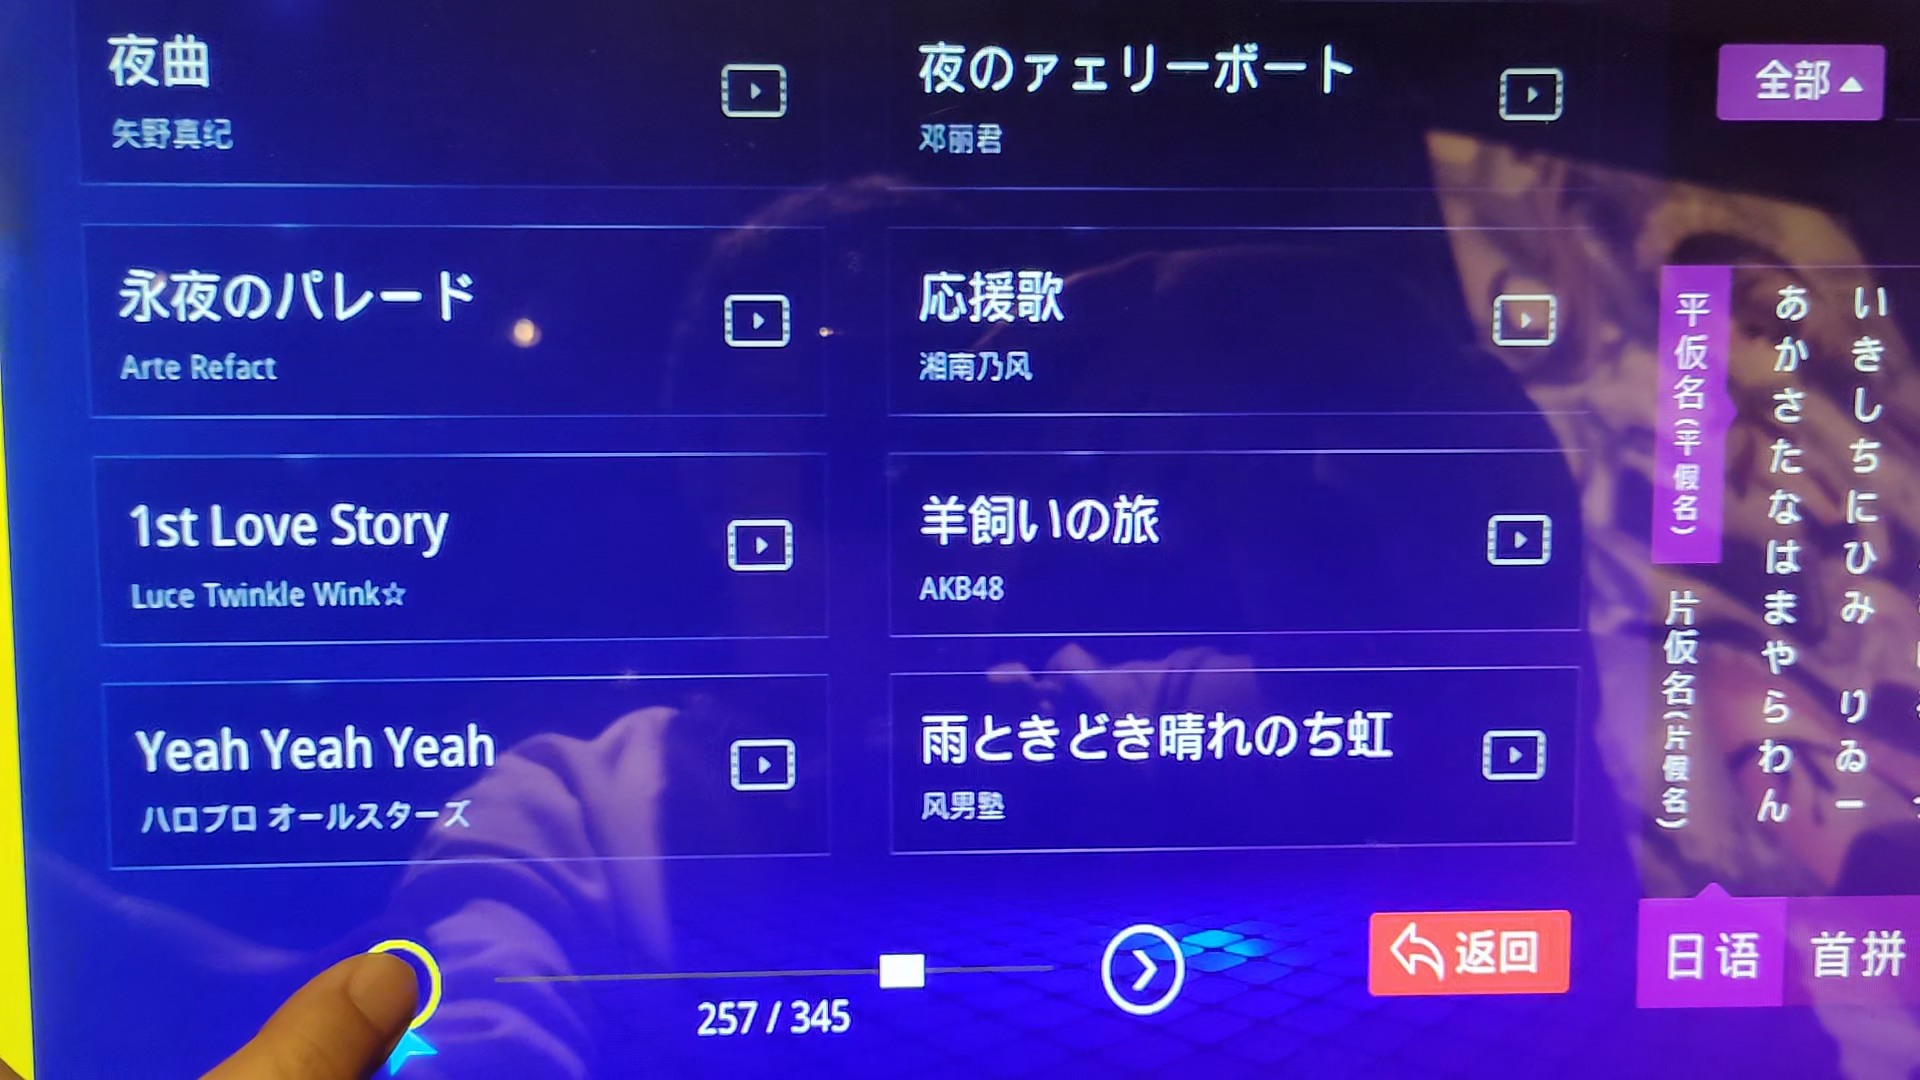 夜曲
矢野真纪
夜のァェリーボート
邓丽君
永夜のパレード
Arte Refact
応援歌
湘南乃风
1st Love Story
Luce Twinkle Wink☆
羊飼いの旅
AKB48
Yeah Yeah Yeah
ハロプロ オールスターズ
雨ときどき晴れのち虹
风男塾
257 / 345
返回
全部
平仮名(平假名)
片仮名(片假名)
あかさたなはまやらわん
いきしちにひみ りゐー
日语
首拼